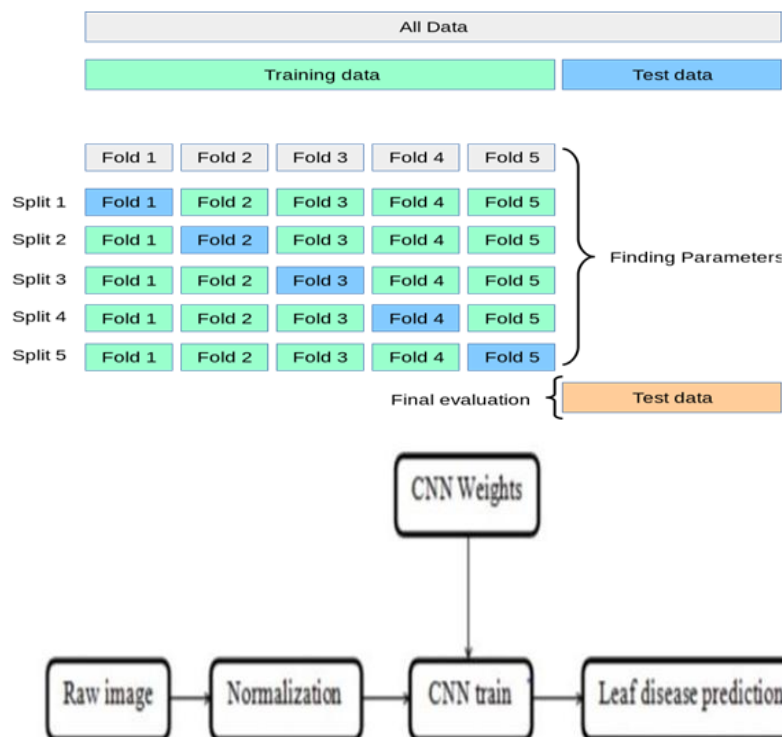 All Data
Training data Test data
Fold 1 Fold 2 Fold 3 Fold 4 Fold 5
Split 1 Fold 1 Fold 2 Fold 3 Fold 4 Fold 5
Split 2 Fold 1 Fold 2 Fold 3 Fold 4 Fold 5
Finding Parameters
Split 3 Fold 1 Fold 2 Fold 3 Fold 4 Fold 5
Split 4 Fold 1 Fold 2 Fold 3 Fold 4 Fold 5
Split 5 Fold 1 Fold 2 Fold 3 Fold 4 Fold 5
Final evaluation Test data
CNN Weights
Raw image Normalization CNN train Leaf disease prediction